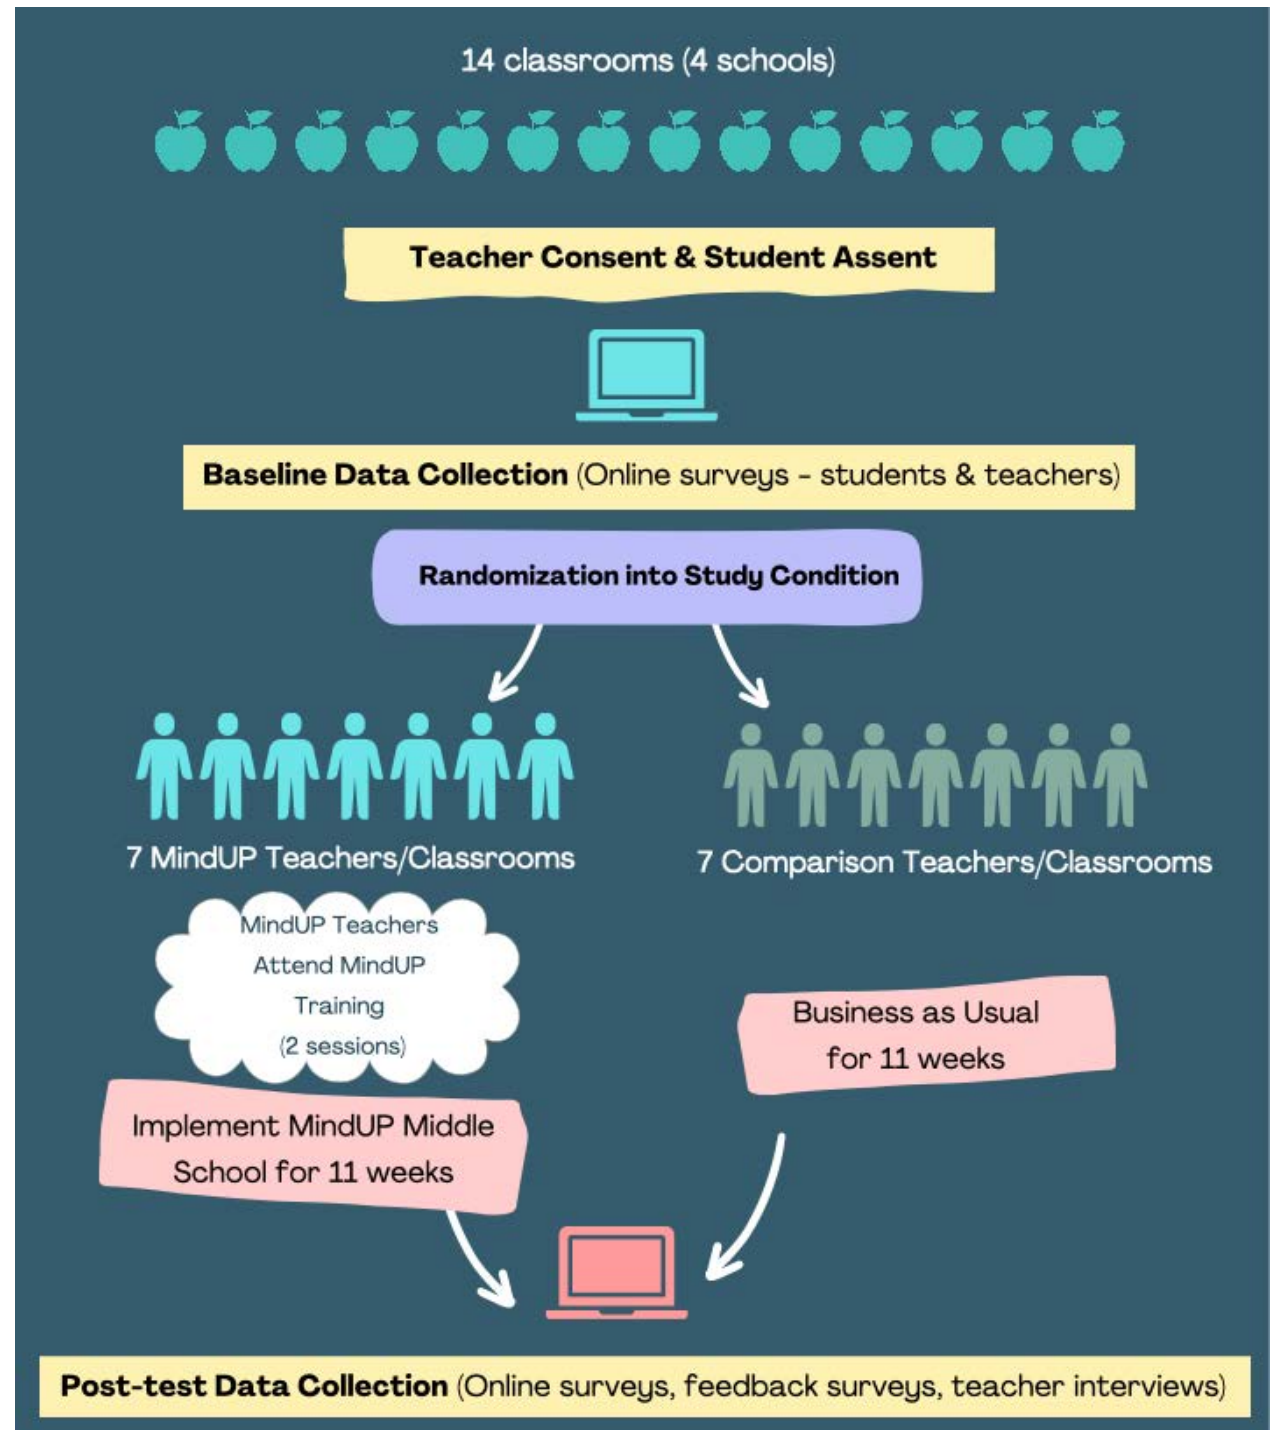 14 classrooms (4 schools)
Teacher Consent & Student Assent
Baseline Data Collection (Online surveys - students & teachers)
Randomization into Study Condition
7 MindUP Teachers/Classrooms
7 Comparison Teachers/Classrooms
MindUP Teachers
Attend MindUP
Training
(2 sessions)
Business as Usual
for 11 weeks
Implement MindUP Middle
School for 11 weeks
Post-test Data Collection (Online surveys, feedback surveys, teacher interviews)